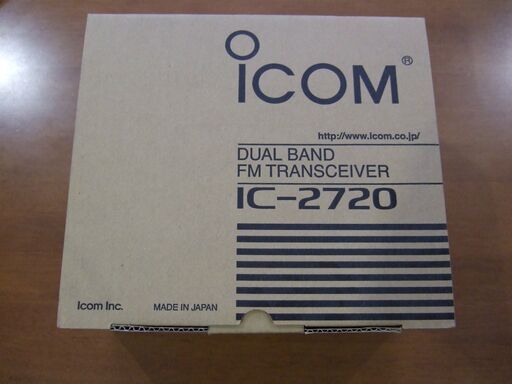 ICOM®
http://www.icom.co.jp/
DUAL BAND
FM TRANSCEIVER
IC-2720
Icom Inc.
MADE IN JAPAN